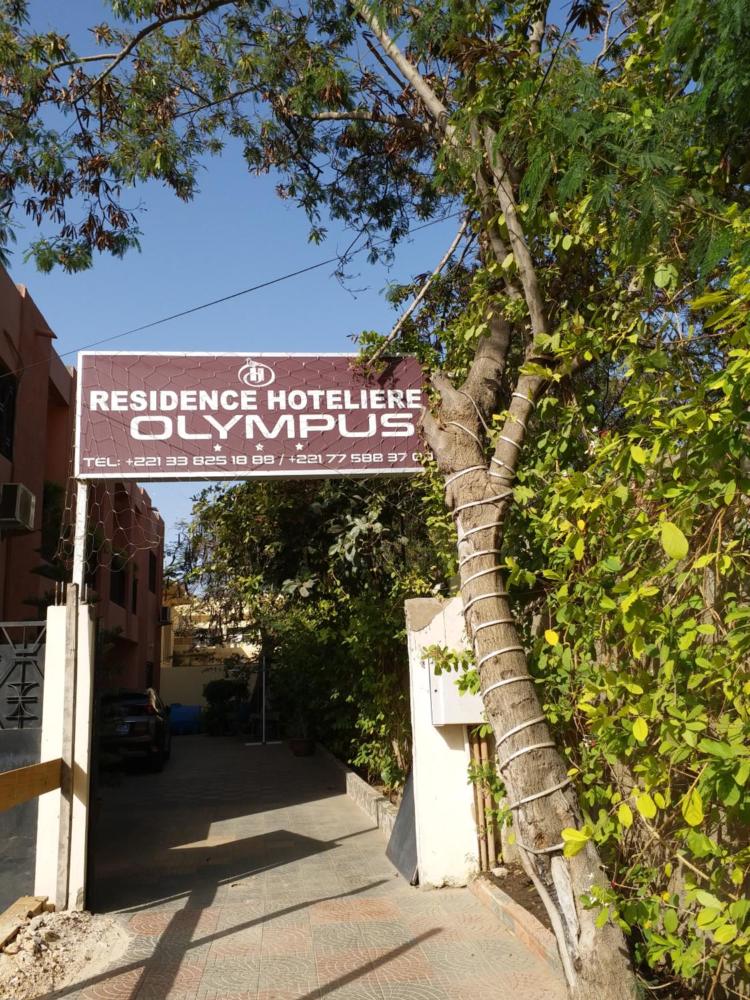 RESIDENCE HOTELIERE
OLYMPUS
TEL: +221 33 825 18 88 / +221 77 588 37